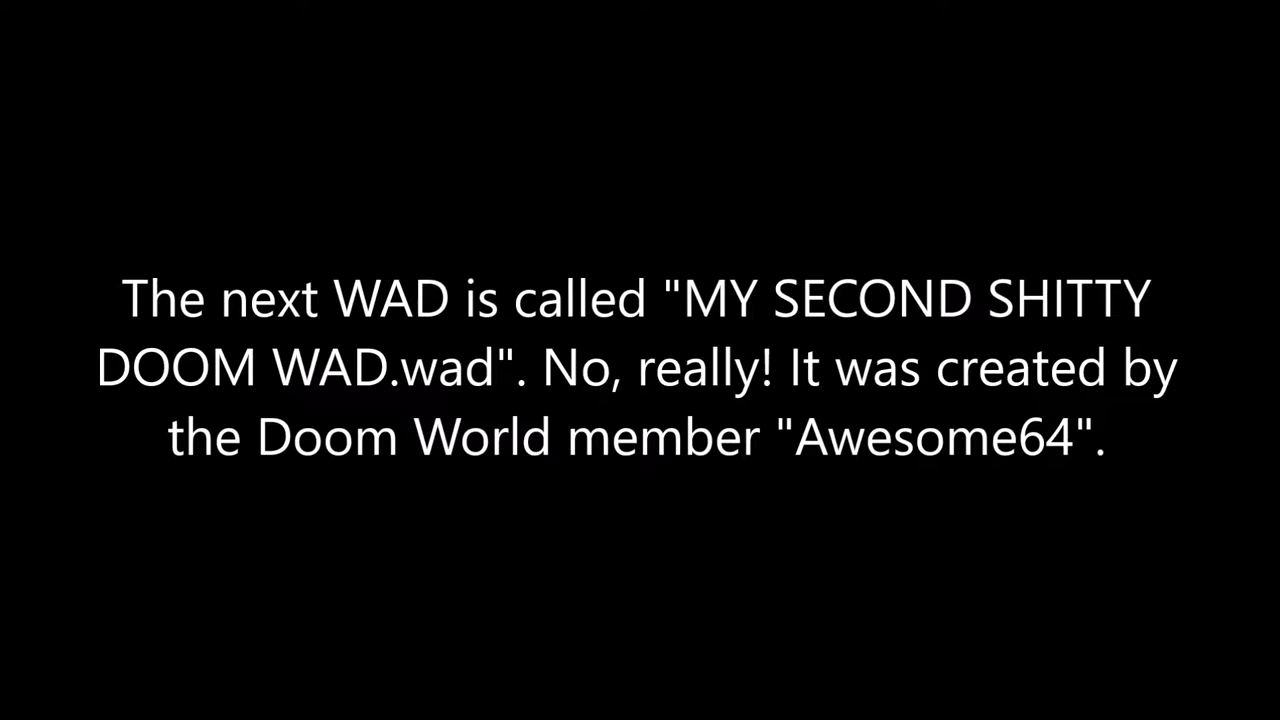 The next WAD is called "MY SECOND SHITTY
DOOM WAD.wad". No, really! It was created by
the Doom World member "Awesome64".